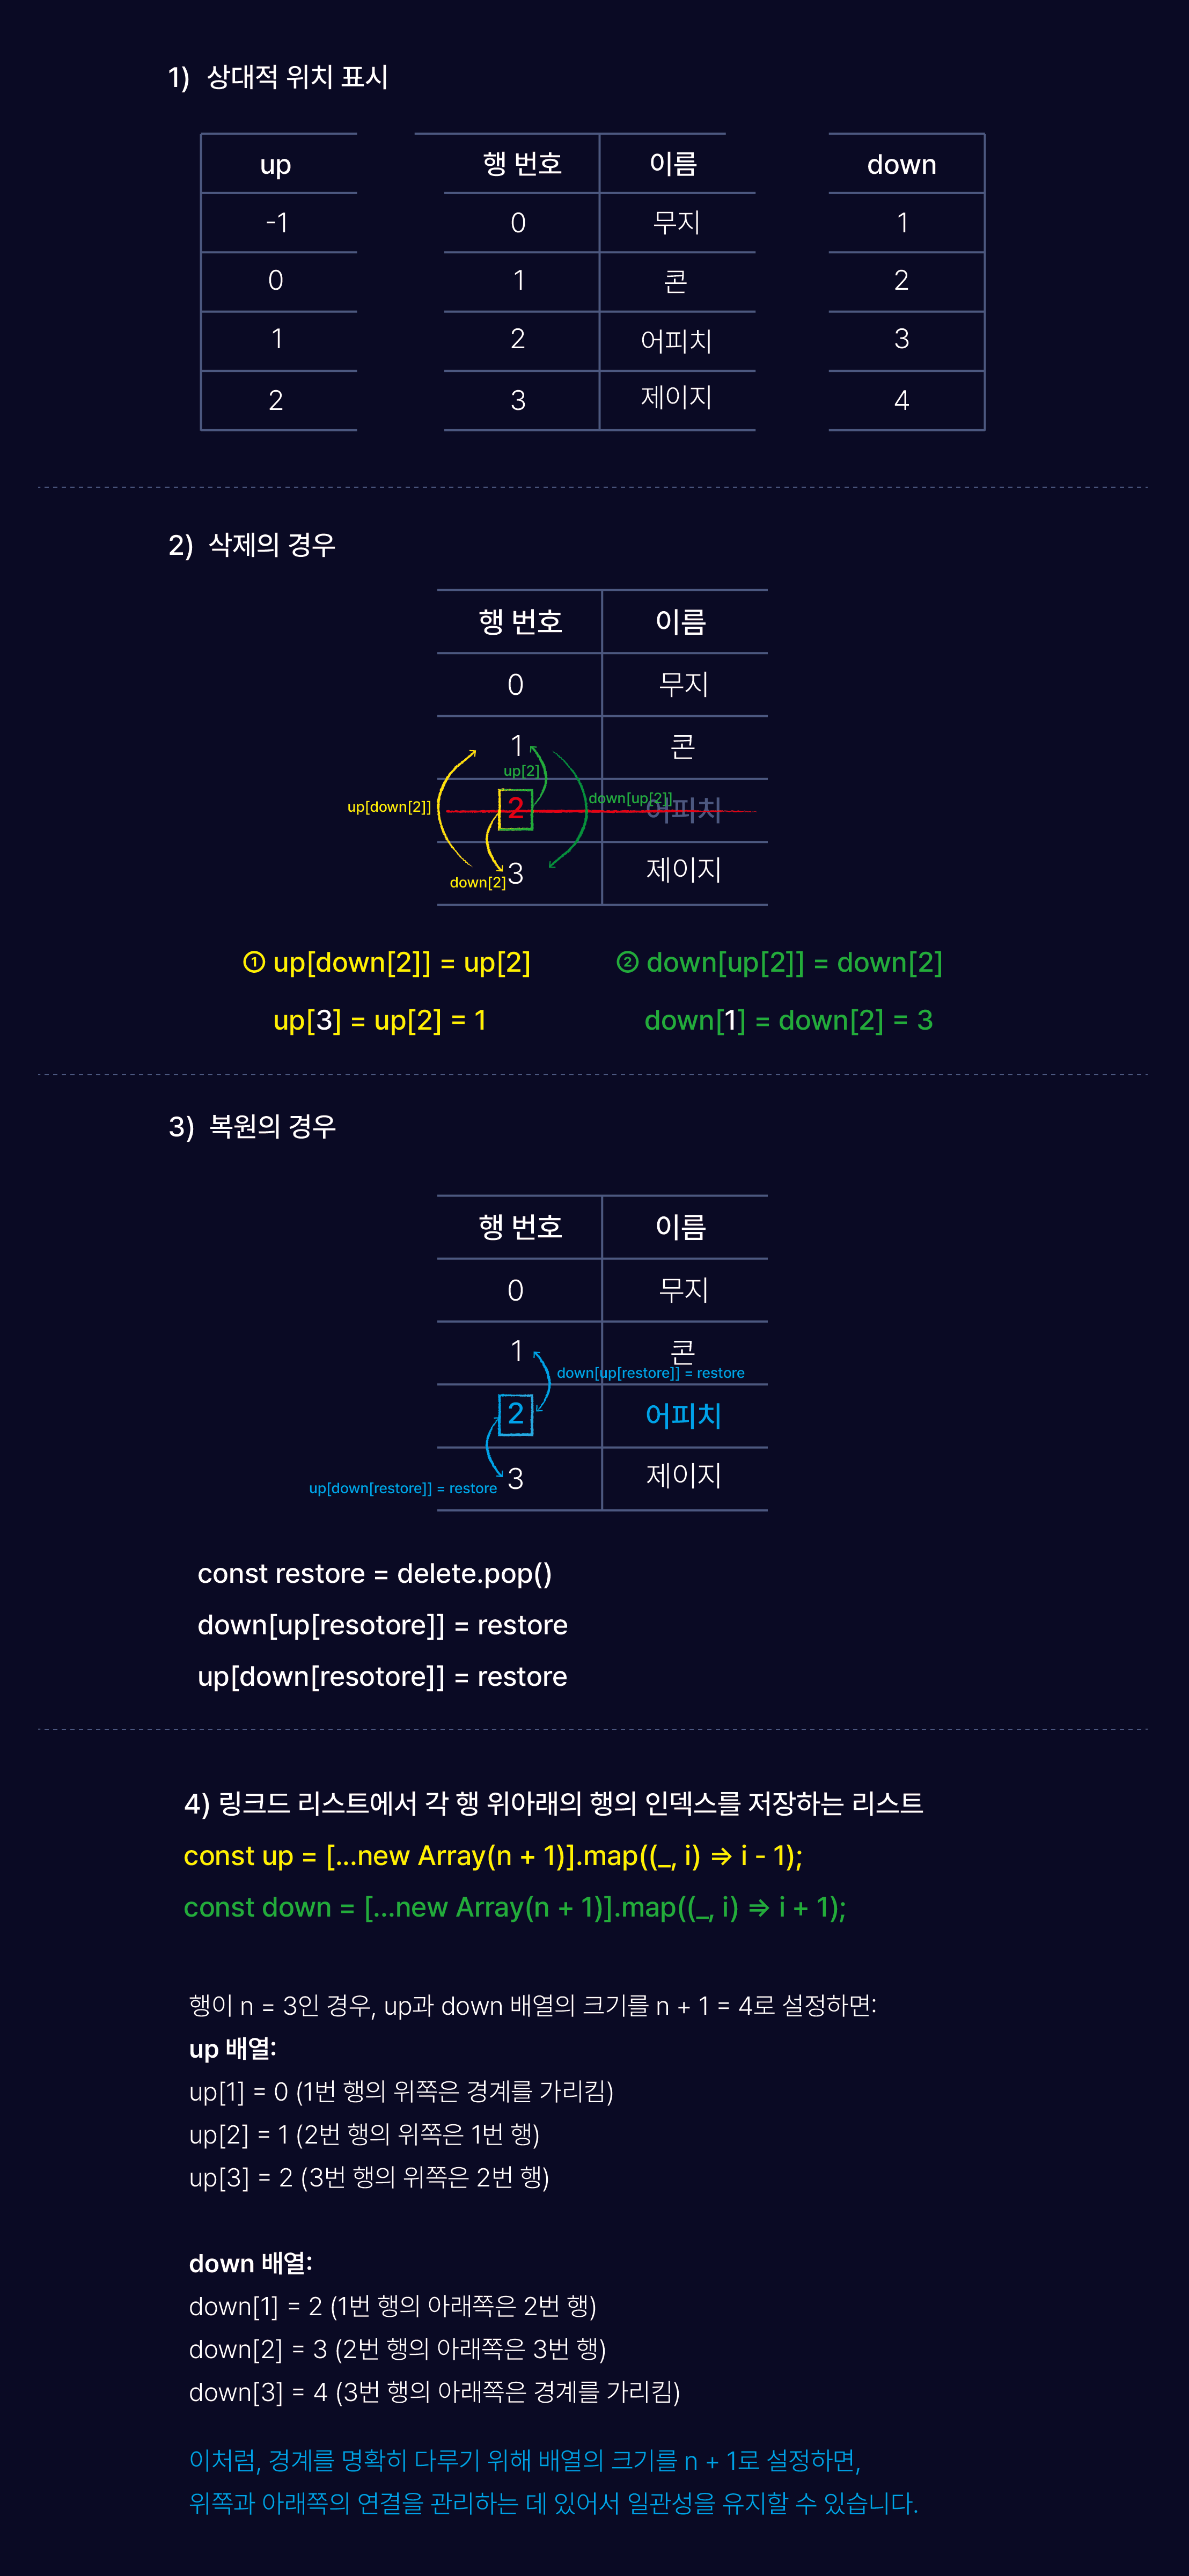 1) 상대적 위치 표시
up 행 번호 이름 down
-1 0 무지 1
0 1 콘 2
1 2 어피치 3
2 3 제이지 4
2) 삭제의 경우
행 번호 이름
0 무지
1 콘
up[2]
up[down[2]] 2 down[up[2]] 어피치
down[2] 3 제이지
① up[down[2]] = up[2] ② down[up[2]] = down[2]
up[3] = up[2] = 1 down[1] = down[2] = 3
3) 복원의 경우
행 번호 이름
0 무지
1 콘
down[up[restore]] = restore
2 어피치
3 제이지
up[down[restore]] = restore
const restore = delete.pop()
down[up[resotore]] = restore
up[down[resotore]] = restore
4) 링크드 리스트에서 각 행 위아래의 행의 인덱스를 저장하는 리스트
const up = [...new Array(n + 1)].map((_, i) => i - 1);
const down = [...new Array(n + 1)].map((_, i) => i + 1);
행이 n = 3인 경우, up과 down 배열의 크기를 n + 1 = 4로 설정하면:
up 배열:
up[1] = 0 (1번 행의 위쪽은 경계를 가리킴)
up[2] = 1 (2번 행의 위쪽은 1번 행)
up[3] = 2 (3번 행의 위쪽은 2번 행)
down 배열:
down[1] = 2 (1번 행의 아래쪽은 2번 행)
down[2] = 3 (2번 행의 아래쪽은 3번 행)
down[3] = 4 (3번 행의 아래쪽은 경계를 가리킴)
이처럼, 경계를 명확히 다루기 위해 배열의 크기를 n + 1로 설정하면,
위쪽과 아래쪽의 연결을 관리하는 데 있어서 일관성을 유지할 수 있습니다.